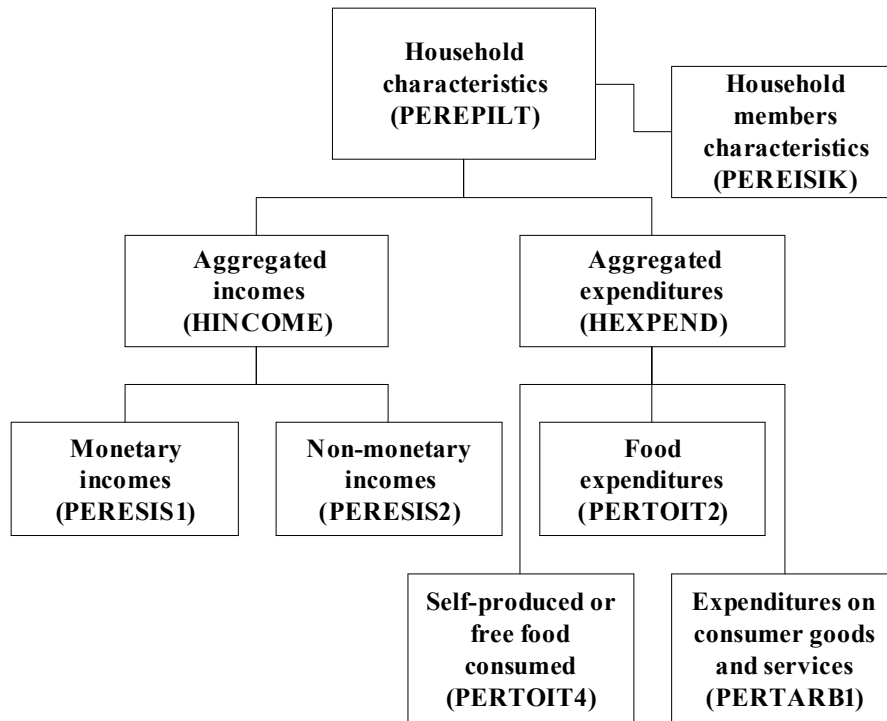 Household
characteristics
(PEREPILT)
Household
members
characteristics
(PEREISIK)
Aggregated
incomes
(HINCOME)
Aggregated
expenditures
(HEXPEND)
Monetary
incomes
(PERESIS1)
Non-monetary
incomes
(PERESIS2)
Food
expenditures
(PERTOIT2)
Self-produced or
free food
consumed
(PERTOIT4)
Expenditures on
consumer goods
and services
(PERTARB1)